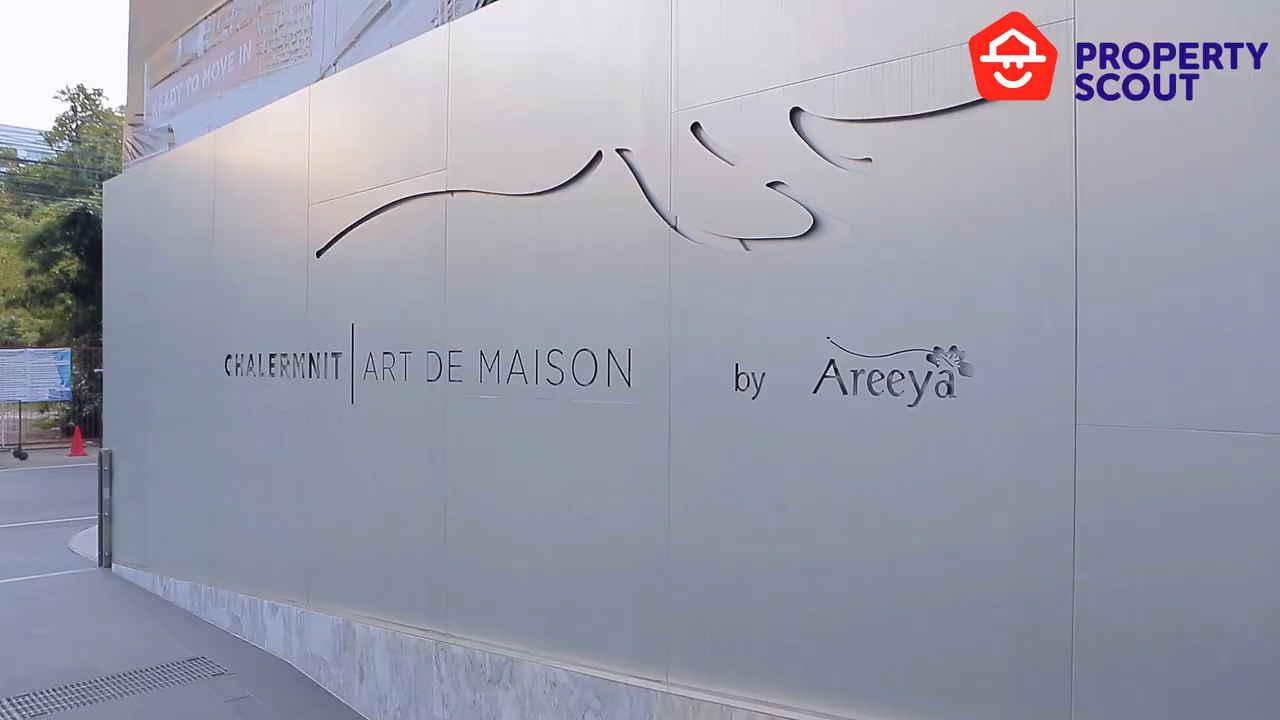 READY TO MOVE IN
PROPERTY
SCOUT
CHALERMNIT ART DE MAISON by Areeya